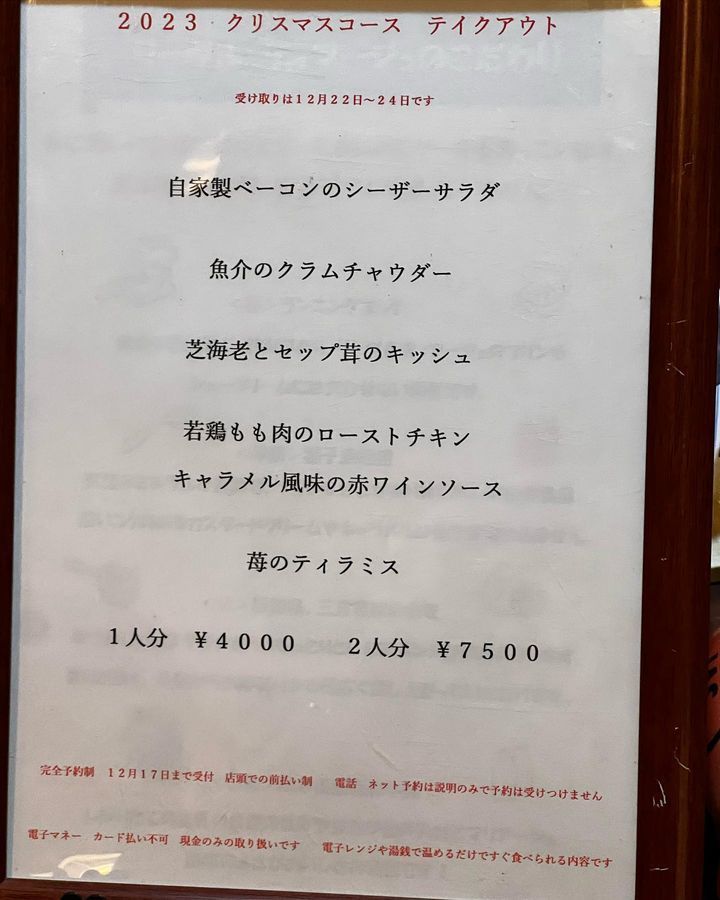 2023 クリスマスコース テイクアウト
受け取りは12月22日～24日です
自家製ベーコンのシーザーサラダ
魚介のクラムチャウダー
芝海老とセップ茸のキッシュ
若鶏もも肉のローストチキン
キャラメル風味の赤ワインソース
苺のティラミス
1人分 ¥4000 2人分 ¥7500
完全予約制 12月17日まで受付 店頭での前払い制 電話 ネット予約は説明のみで予約は受けつけません
電子マネー カード払い不可 現金のみの取り扱いです 電子レンジや湯銭で温めるだけですぐ食べられる内容です